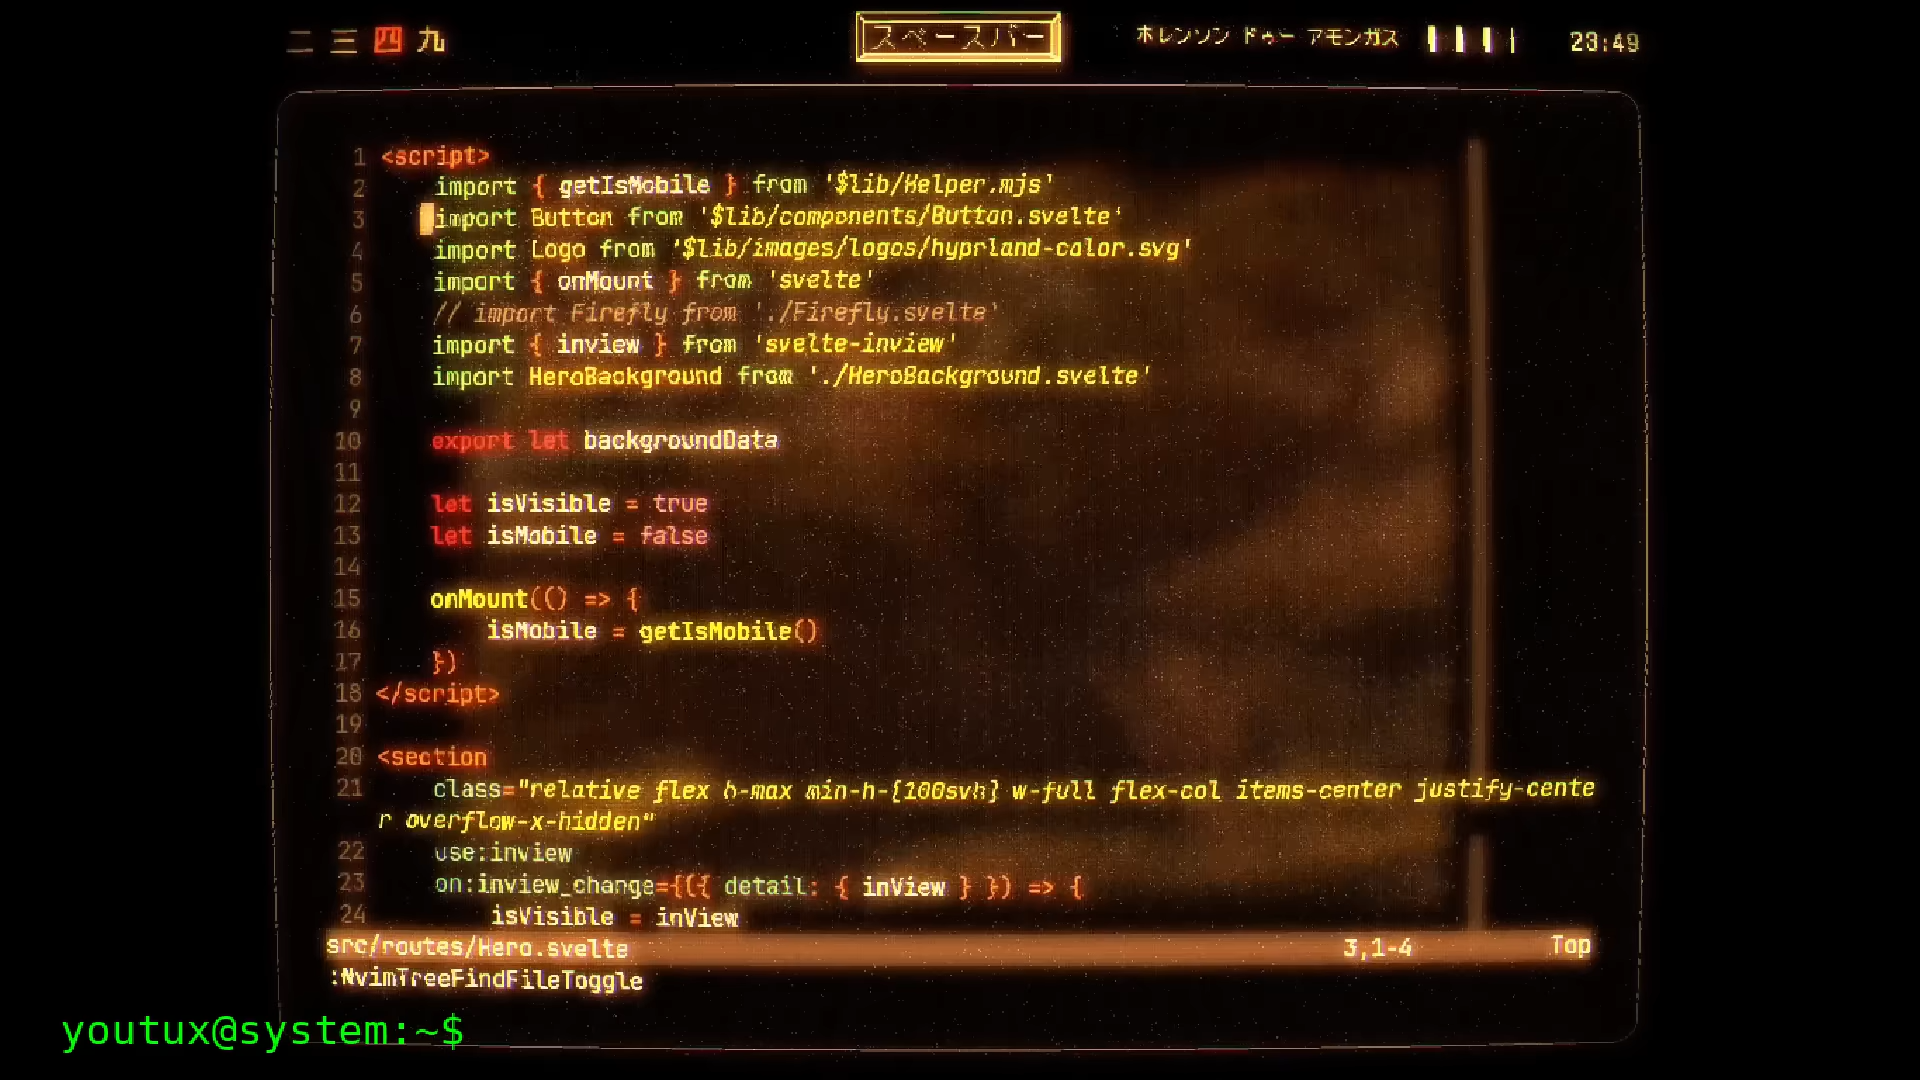 二 三 四 九
スペースバー
ホレンソン ドゥー アモンガス
23:49
1 <script>
2 import { getIsMobile } from '$lib/Helper.mjs'
3 import Button from '$lib/components/Button.svelte'
4 import Logo from '$lib/images/logos/hyprland-color.svg'
5 import { onMount } from 'svelte'
6 // import Firefly from './Firefly.svelte'
7 import { inview } from 'svelte-inview'
8 import HeroBackground from './HeroBackground.svelte'
9
10 export let backgroundData
11
12 let isVisible = true
13 let isMobile = false
14
15 onMount(() => {
16 isMobile = getIsMobile()
17 })
18 </script>
19
20 <section
21 class="relative flex h-max min-h-[100svh] w-full flex-col items-center justify-cente
r overflow-x-hidden"
22 use:inview
23 on:inview_change={({ detail: { inView } }) => {
24 isVisible = inView
src/routes/Hero.svelte 3,1-4 Top
:NvimTreeFindFileToggle
youtux@system:~$